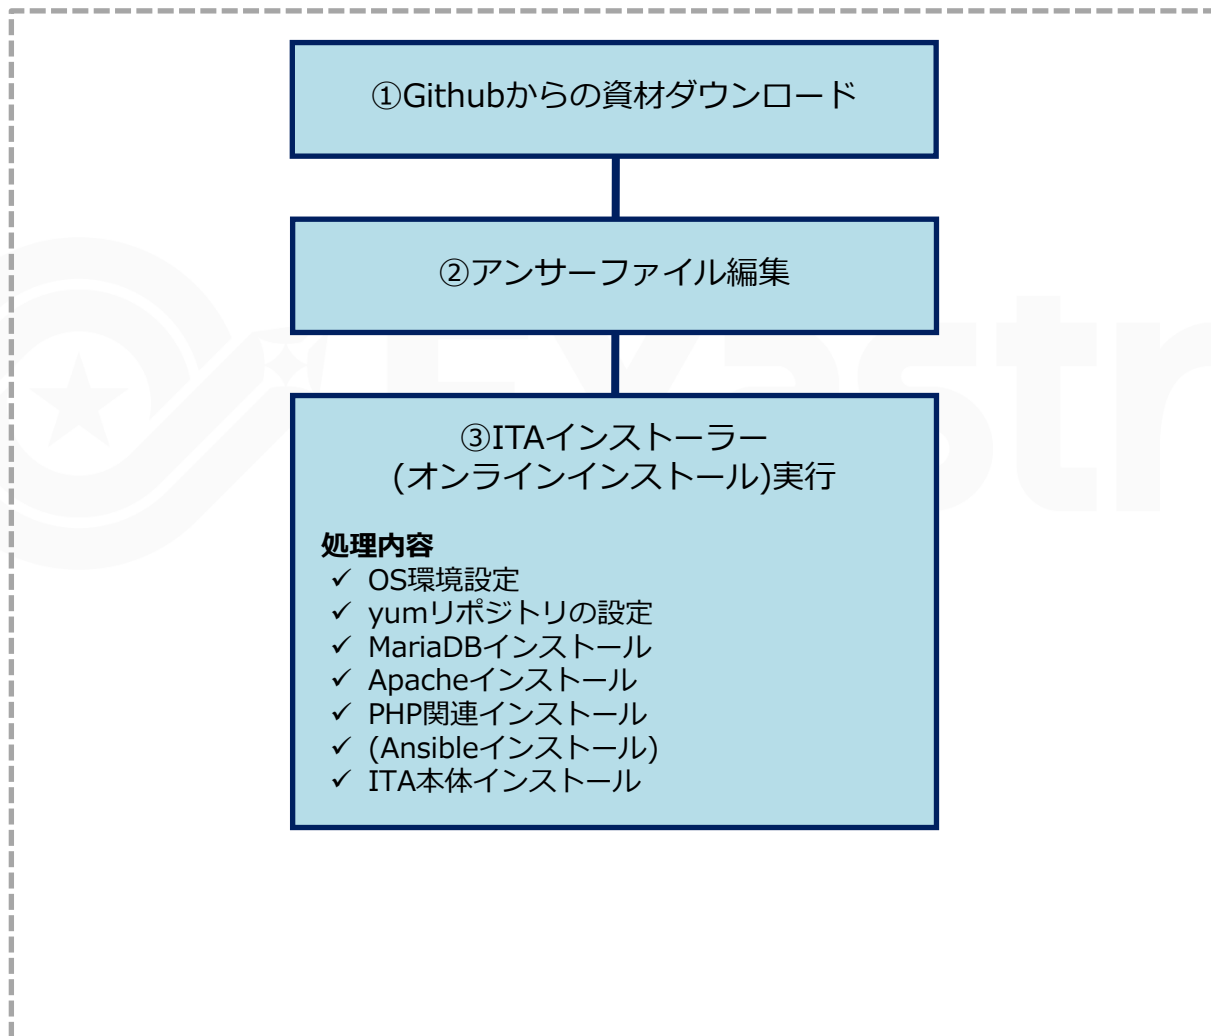 ①Githubからの資材ダウンロード
②アンサーファイル編集
③ITAインストーラー
(オンラインインストール)実行
処理内容
✓ OS環境設定
✓ yumリポジトリの設定
✓ MariaDBインストール
✓ Apacheインストール
✓ PHP関連インストール
✓ (Ansibleインストール)
✓ ITA本体インストール